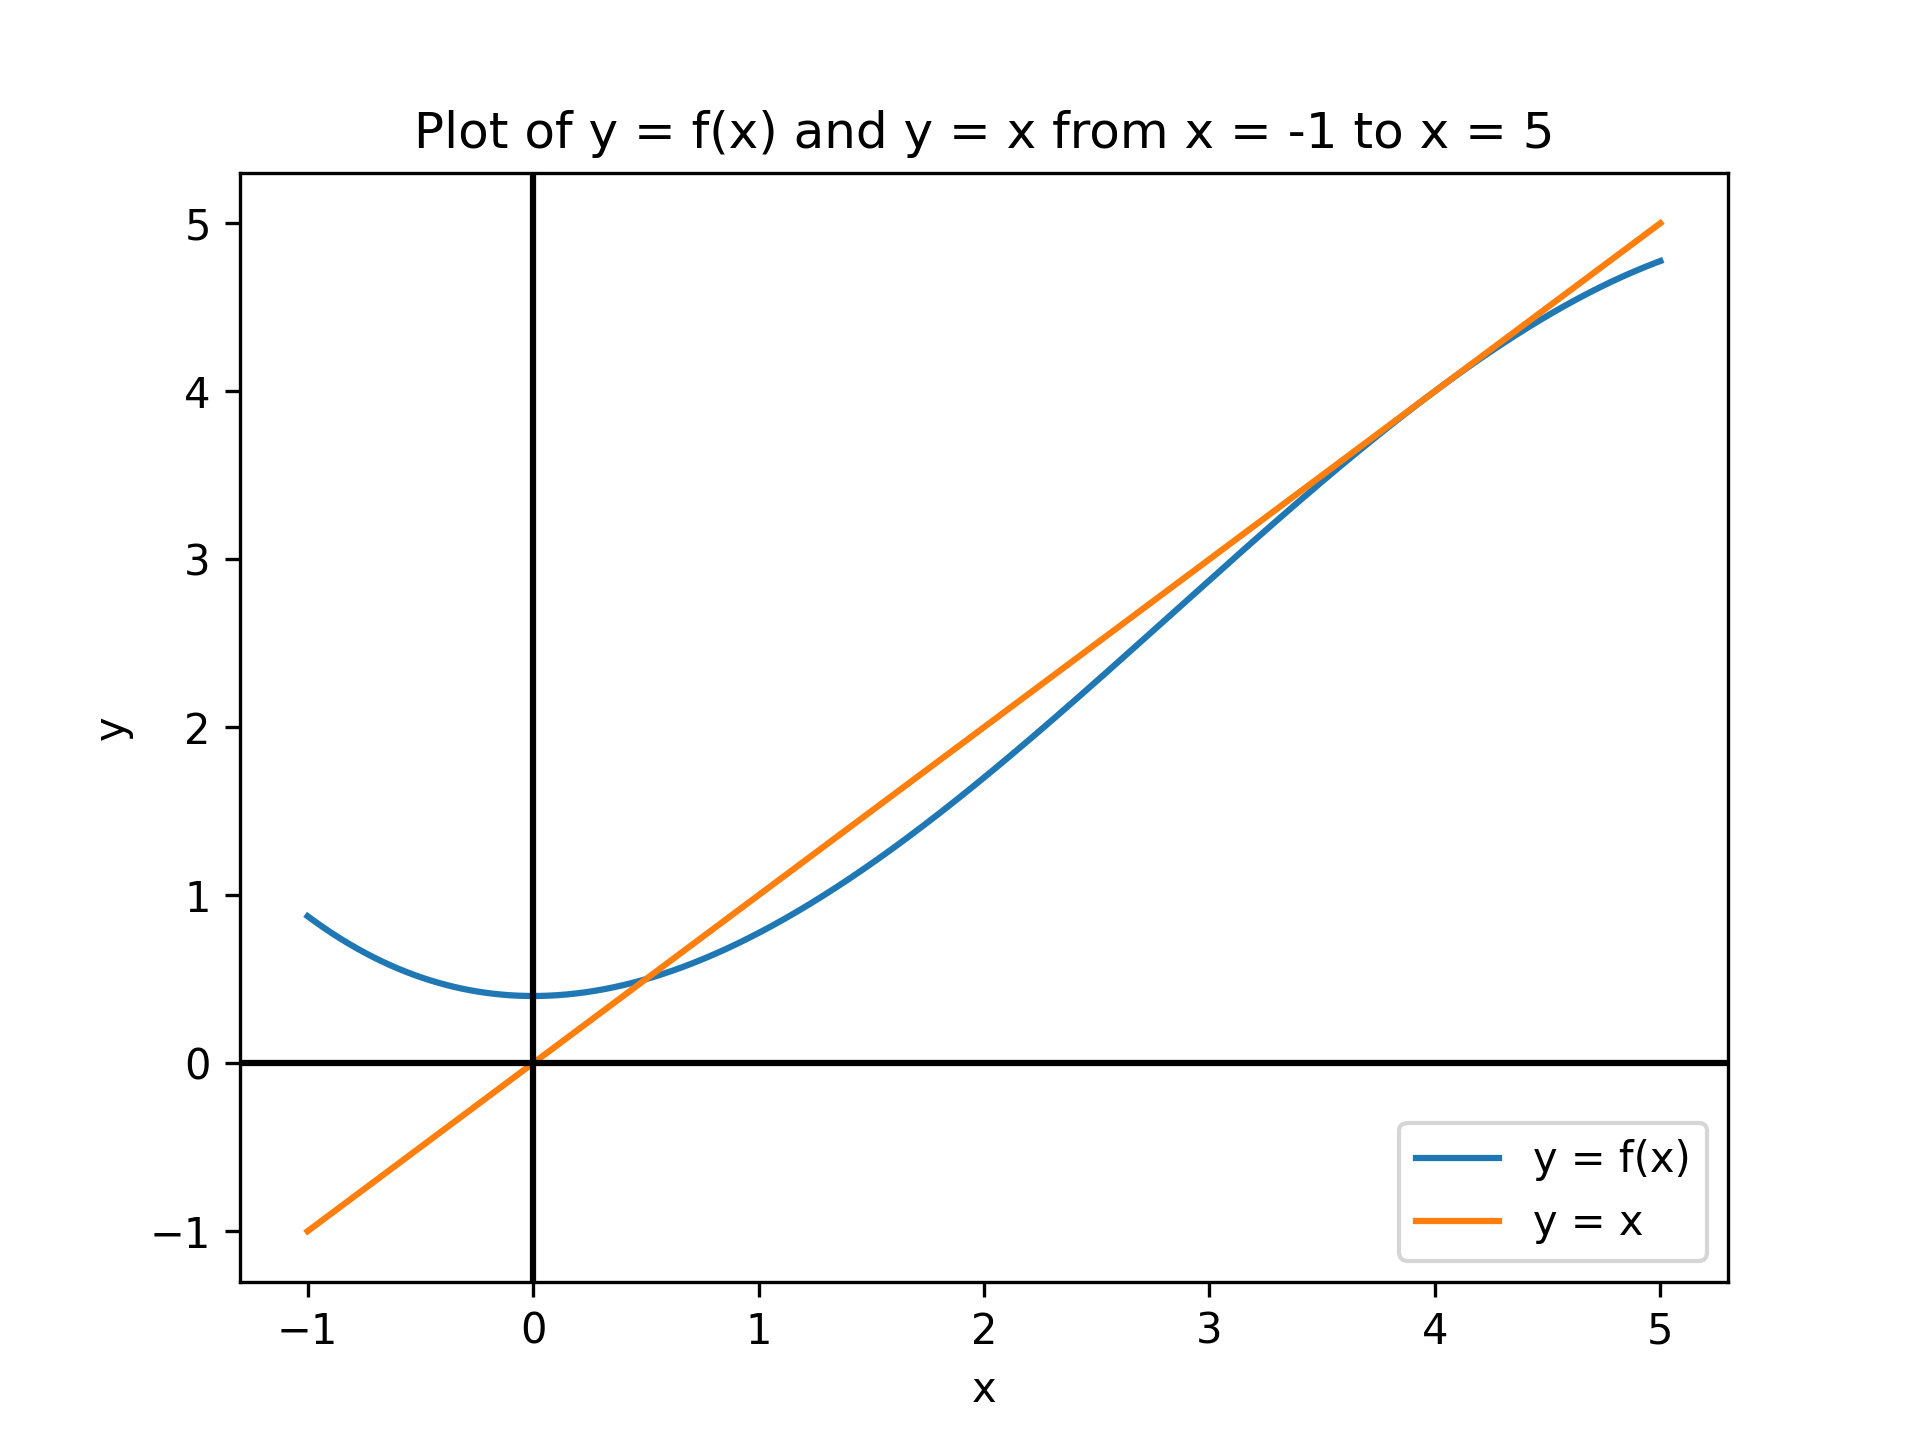 Plot of y = f(x) and y = x from x = -1 to x = 5
5
4
3
2
1
0
−1
y
−1 0 1 2 3 4 5
x
y = f(x)
y = x